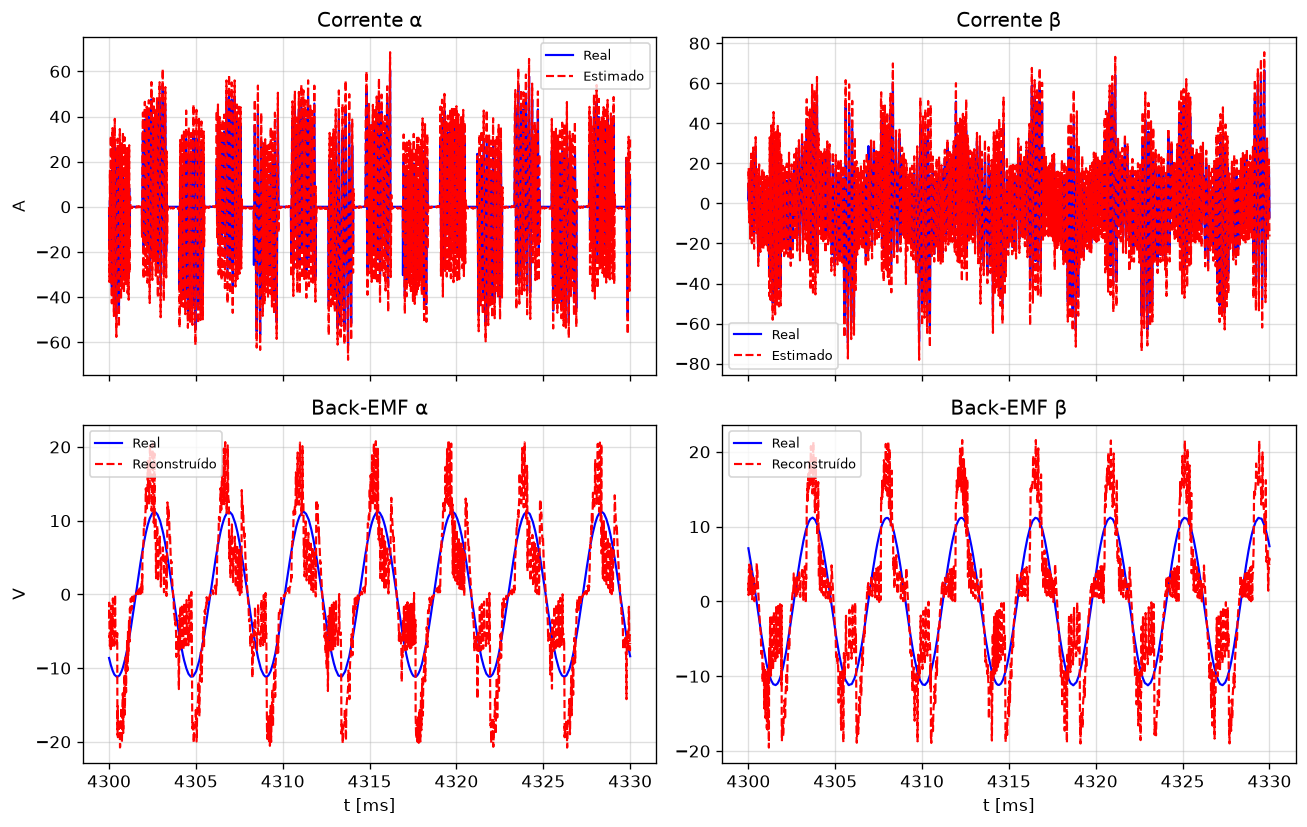 Corrente α
Real
Estimado
60
40
20
0
−20
−40
−60
A
Corrente β
Real
Estimado
80
60
40
20
0
−20
−40
−60
−80
Back-EMF α
Real
Reconstruído
20
10
0
−10
−20
V
4300 4305 4310 4315 4320 4325 4330
t [ms]
Back-EMF β
Real
Reconstruído
20
10
0
−10
−20
4300 4305 4310 4315 4320 4325 4330
t [ms]